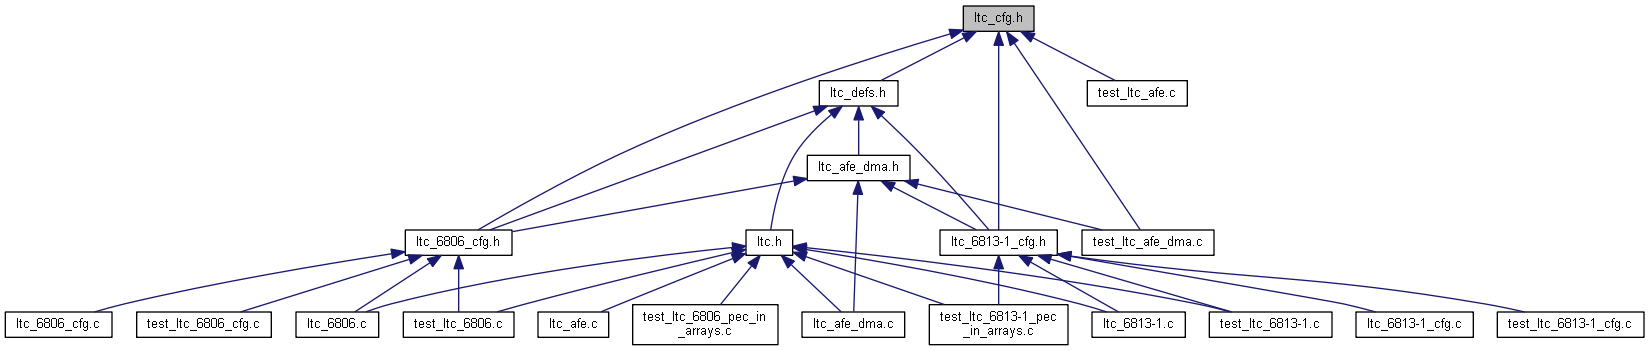 ltc_cfg.h
ltc_defs.h
test_ltc_afe.c
ltc_afe_dma.h
ltc_6806_cfg.h
ltc.h
ltc_6813-1_cfg.h
test_ltc_afe_dma.c
ltc_6806_cfg.c
test_ltc_6806_cfg.c
ltc_6806.c
test_ltc_6806.c
ltc_afe.c
test_ltc_6806_pec_in
_arrays.c
ltc_afe_dma.c
test_ltc_6813-1_pec
_in_arrays.c
ltc_6813-1.c
test_ltc_6813-1.c
ltc_6813-1_cfg.c
test_ltc_6813-1_cfg.c